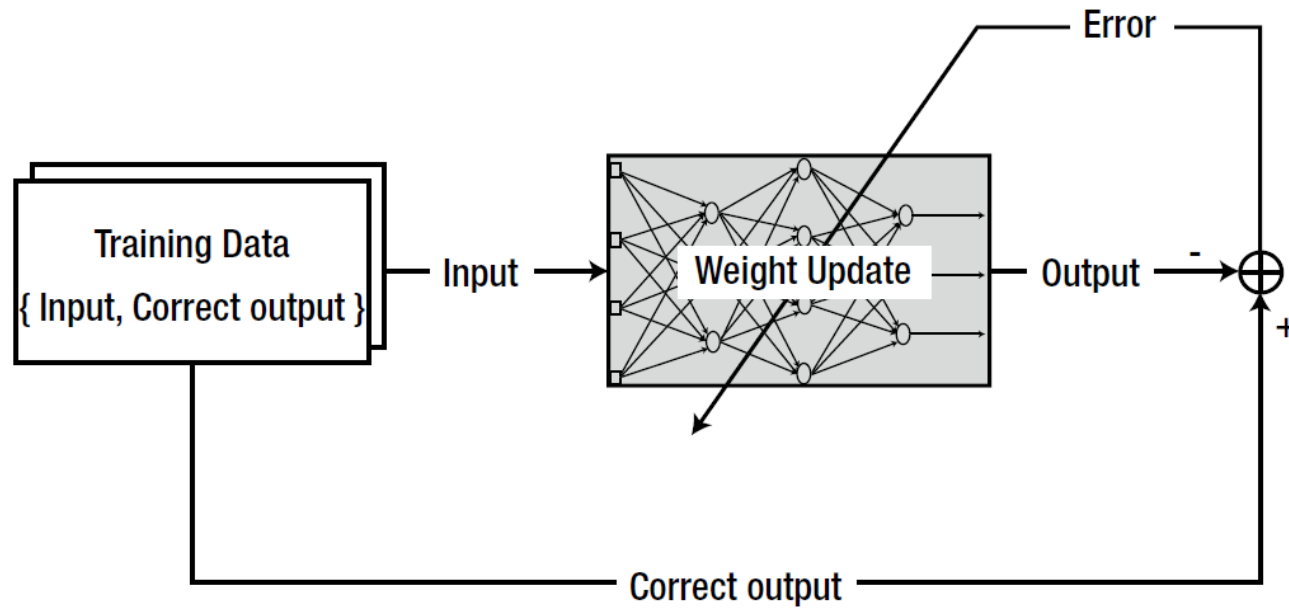 Error
Training Data
{ Input, Correct output }
Input
Weight Update
Output
-
+
Correct output